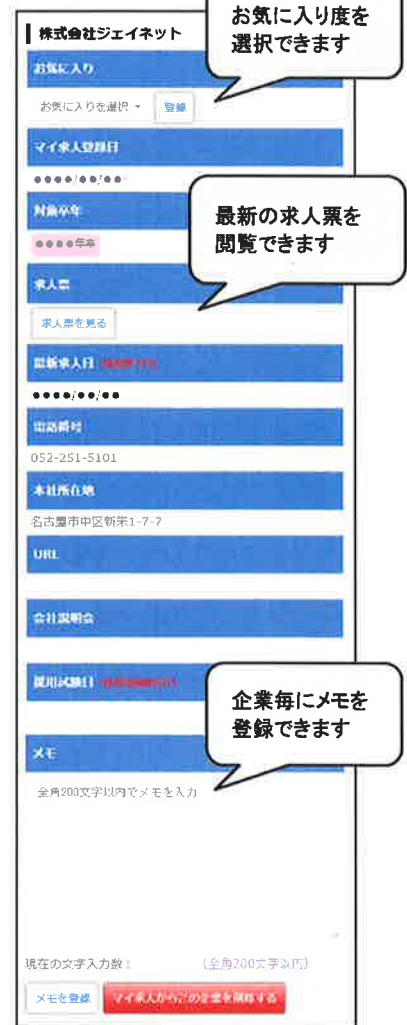 お気に入り度を
選択できます
株式会社ジェイネット
お気に入り
お気に入りを選択
登録
マイ求人登録日
●●●●/●●/●●
対象卒年
●●●●年卒
最新の求人票を
閲覧できます
求人票
求人票を見る
最新求人日
●●●●/●●/●●
電話番号
052-251-5101
本社所在地
名古屋市中区新栄1-7-7
URL
会社説明会
採用試験日
企業毎にメモを
登録できます
メモ
全角200文字以内でメモを入力
現在の文字入力数:
(全角200文字以内)
メモを登録
マイ求人からこの企業を削除する